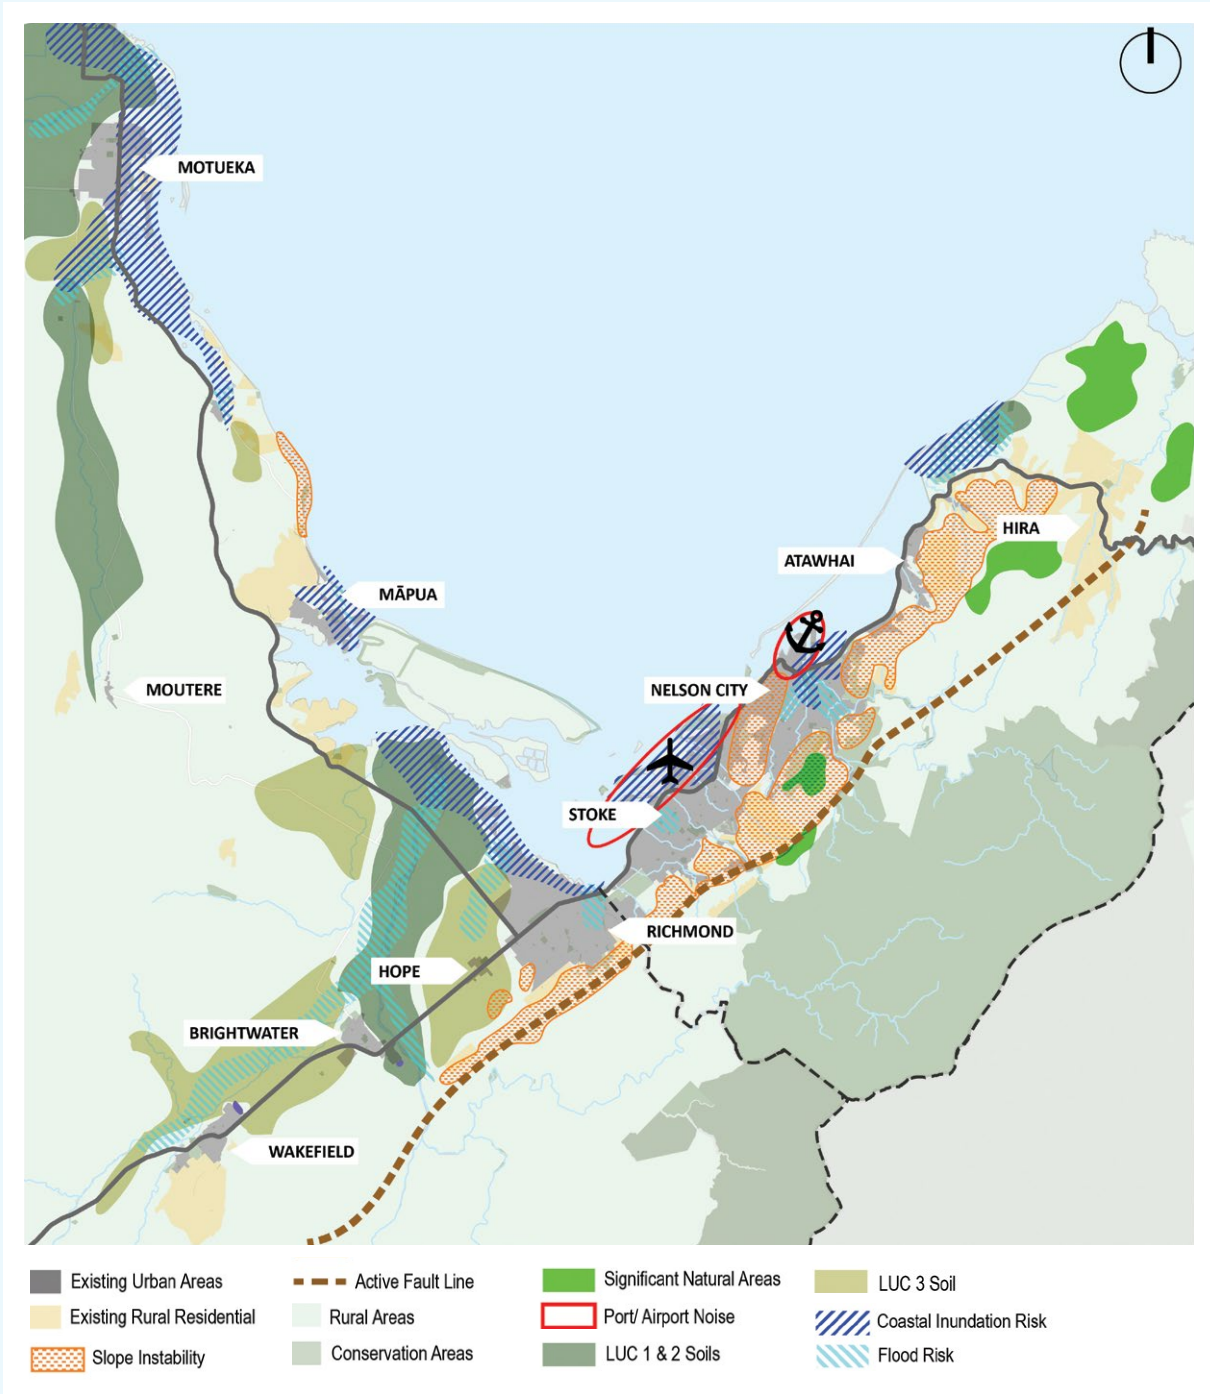 MOTUEKA
HIRA
ATAWHAI
MĀPUA
MOUTERE
NELSON CITY
STOKE
RICHMOND
HOPE
BRIGHTWATER
WAKEFIELD
Existing Urban Areas
Active Fault Line
Significant Natural Areas
LUC 3 Soil
Existing Rural Residential
Rural Areas
Port/ Airport Noise
Coastal Inundation Risk
Slope Instability
Conservation Areas
LUC 1 & 2 Soils
Flood Risk